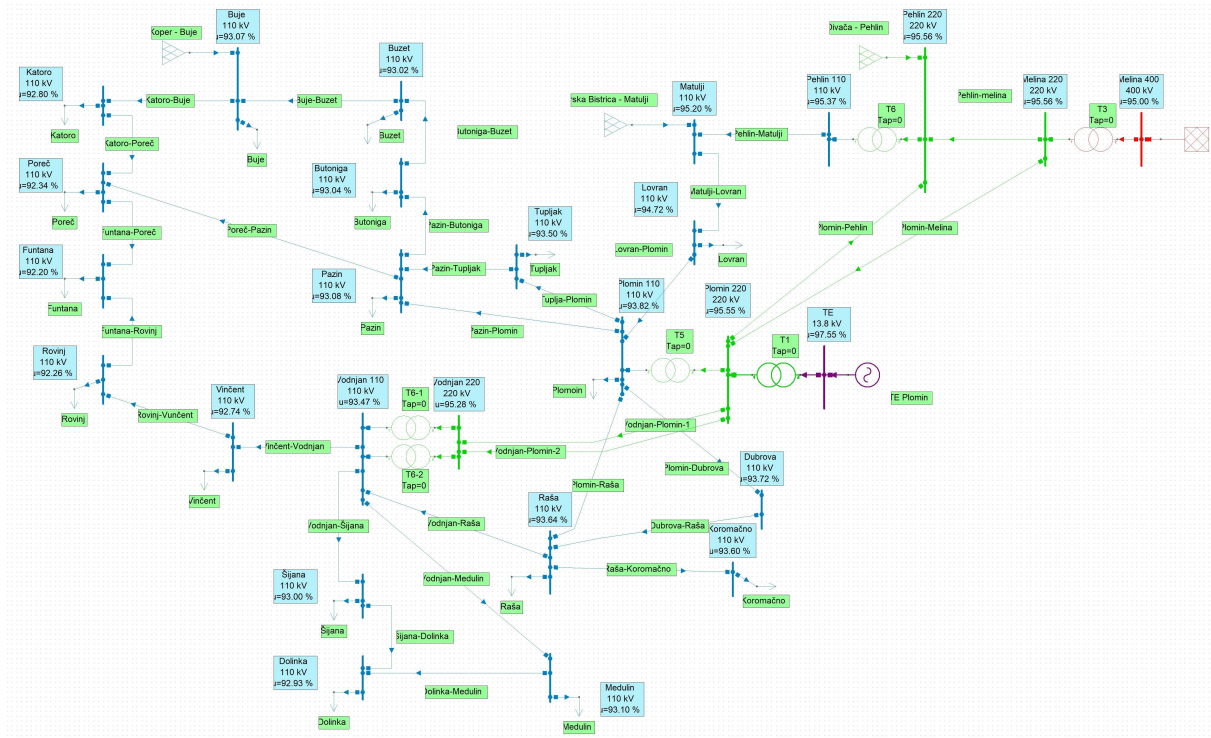 Buje
110 kV
u=93.07 %
Koper - Buje
Buzet
110 kV
u=93.02 %
Katoro
110 kV
u=92.80 %
Katoro-Buje
Buje-Buzet
Katoro
Buje
Buzet
Butoniga-Buzet
Katoro-Poreč
Poreč
110 kV
u=92.34 %
Butoniga
110 kV
u=93.04 %
Poreč
Butoniga
Funtana-Poreč
Poreč-Pazin
Pazin-Butoniga
Tupljak
110 kV
u=93.50 %
Funtana
110 kV
u=92.20 %
Pazin
110 kV
u=93.08 %
Pazin-Tupljak
Tupljak
Funtana
Tuplja-Plomin
Pazin
Pazin-Plomin
Funtana-Rovinj
Rovinj
110 kV
u=92.26 %
Rovinj
Rovinj-Vunčent
Vinčent
110 kV
u=92.74 %
Vinčent-Vodnjan
Vinčent
Vodnjan 110
110 kV
u=93.47 %
T6-1
Tap=0
T6-2
Tap=0
Vodnjan 220
220 kV
u=95.28 %
Vodnjan-Plomin-1
Vodnjan-Plomin-2
Divača - Pehlin
Pehlin 220
220 kV
u=95.56 %
Pehlin 110
110 kV
u=95.37 %
T6
Tap=0
Pehlin-melina
Melina 220
220 kV
u=95.56 %
T3
Tap=0
Melina 400
400 kV
u=95.00 %
rska Bistrica - Matulji
Matulji
110 kV
u=95.20 %
Pehlin-Matulji
Matulji-Lovran
Lovran
110 kV
u=94.72 %
Lovran-Plomin
Lovran
Plomin-Pehlin
Plomin-Melina
Plomin 110
110 kV
u=93.82 %
Plomin 220
220 kV
u=95.55 %
T5
Tap=0
T1
Tap=0
TE
13.8 kV
u=97.55 %
TE Plomin
Plomoin
Plomin-Dubrova
Dubrova
110 kV
u=93.72 %
Plomin-Raša
Raša
110 kV
u=93.64 %
Dubrova-Raša
Koromačno
110 kV
u=93.60 %
Vodnjan-Šijana
Vodnjan-Raša
Raša-Koromačno
Raša
Koromačno
Vodnjan-Medulin
Šijana
110 kV
u=93.00 %
Šijana
Šijana-Dolinka
Dolinka
110 kV
u=92.93 %
Dolinka-Medulin
Dolinka
Medulin
110 kV
u=93.10 %
Medulin